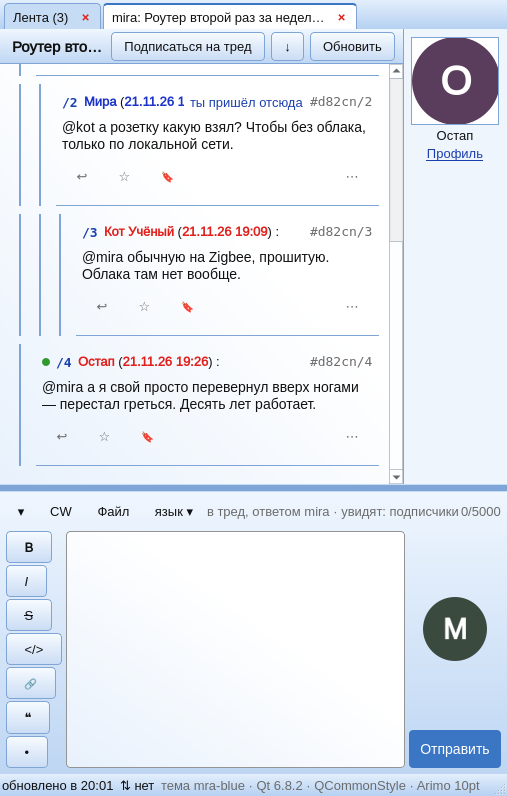 Лента (3) ×
mira: Роутер второй раз за недел… ×
Роутер вто… Подписаться на тред ↓ Обновить
/2 Мира (21.11.26 1 ты пришёл отсюда #d82cn/2
@kot а розетку какую взял? Чтобы без облака,
только по локальной сети.
/3 Кот Учёный (21.11.26 19:09) : #d82cn/3
@mira обычную на Zigbee, прошитую.
Облака там нет вообще.
/4 Остап (21.11.26 19:26) : #d82cn/4
@mira а я свой просто перевернул вверх ногами
— перестал греться. Десять лет работает.
О
Остап
Профиль
▾ CW Файл язык ▾ в тред, ответом mira · увидят: подписчики 0/5000
B
I
S
</>
❝
•
М
Отправить
обновлено в 20:01 ⇅ нет тема mra-blue · Qt 6.8.2 · QCommonStyle · Arimo 10pt